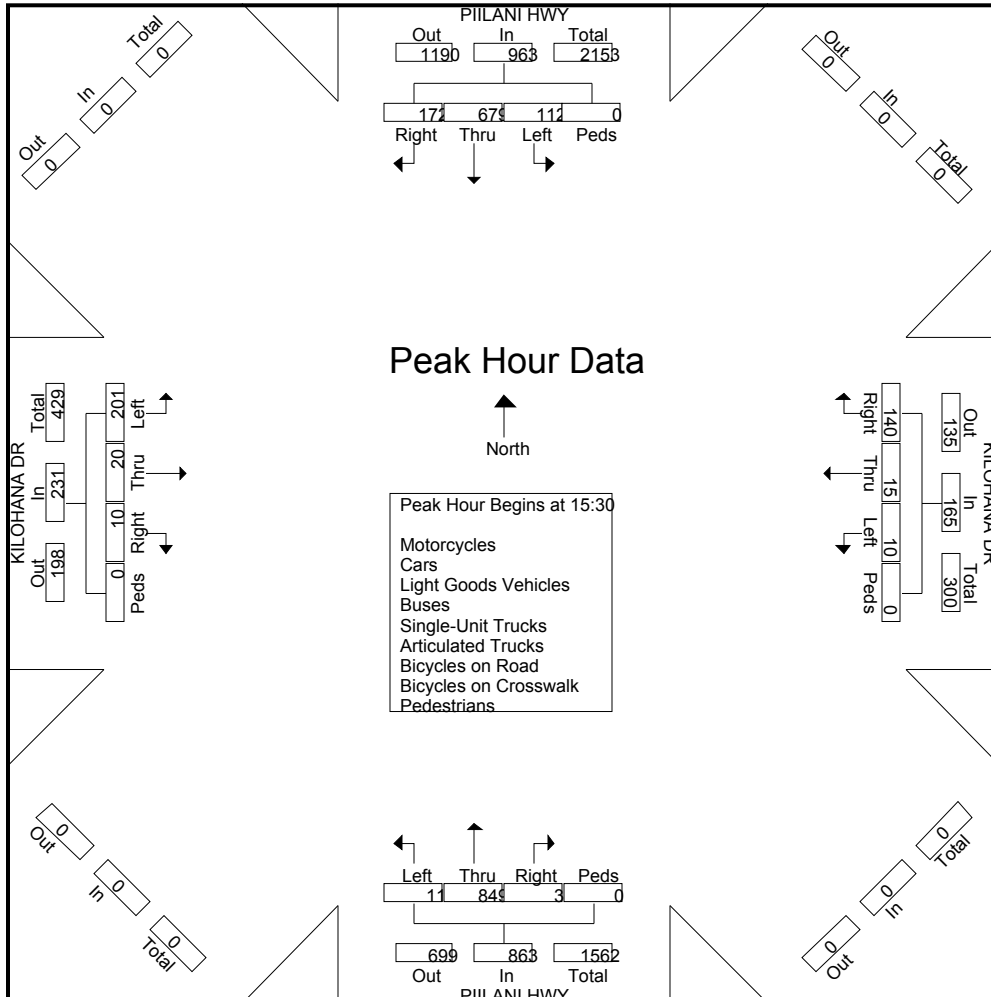 PIILANI HWY
Out In Total
1190 963 2153
172 679 112 0
Right Thru Left Peds
Total 0
In 0
Out 0
Out 0
In 0
Total 0
Peak Hour Data
North
Peak Hour Begins at 15:30
Motorcycles
Cars
Light Goods Vehicles
Buses
Single-Unit Trucks
Articulated Trucks
Bicycles on Road
Bicycles on Crosswalk
Pedestrians
KILOHANA DR
Total 429
In 231
Out 198
201 Left
20 Thru
10 Right
0 Peds
Right 140
Thru 15
Left 10
Peds 0
Out 135
In 165
Total 300
KILOHANA DR
Out 0
In 0
Total 0
Total 0
In 0
Out 0
Left Thru Right Peds
11 849 3 0
699 863 1562
Out In Total
PIILANI HWY